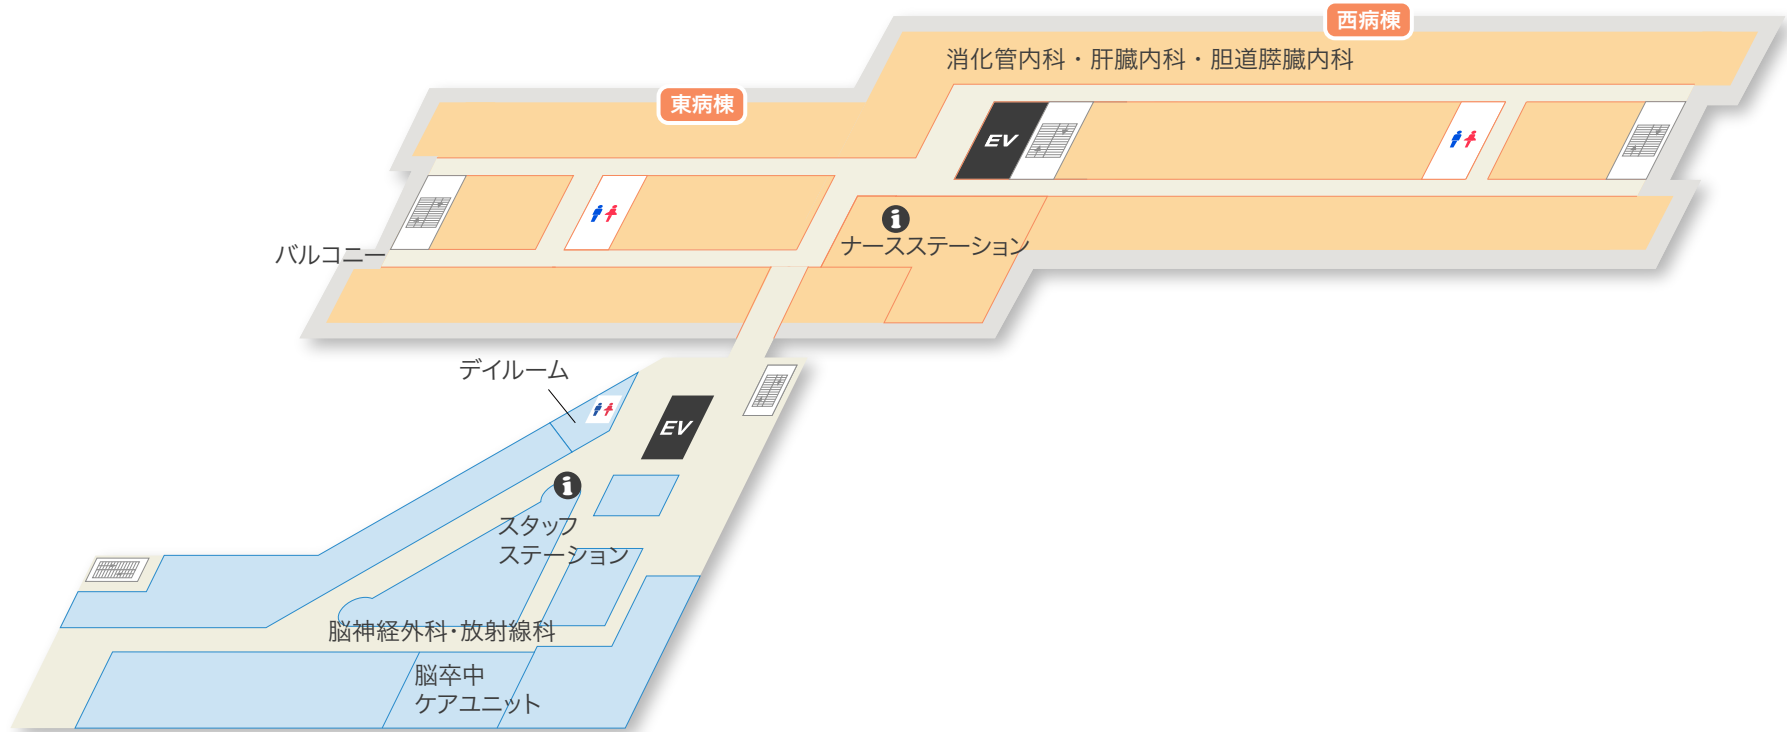 西病棟
消化管内科・肝臓内科・胆道膵臓内科
東病棟
EV
ナースステーション
バルコニー
デイルーム
EV
スタッフ
ステーション
脳神経外科・放射線科
脳卒中
ケアユニット